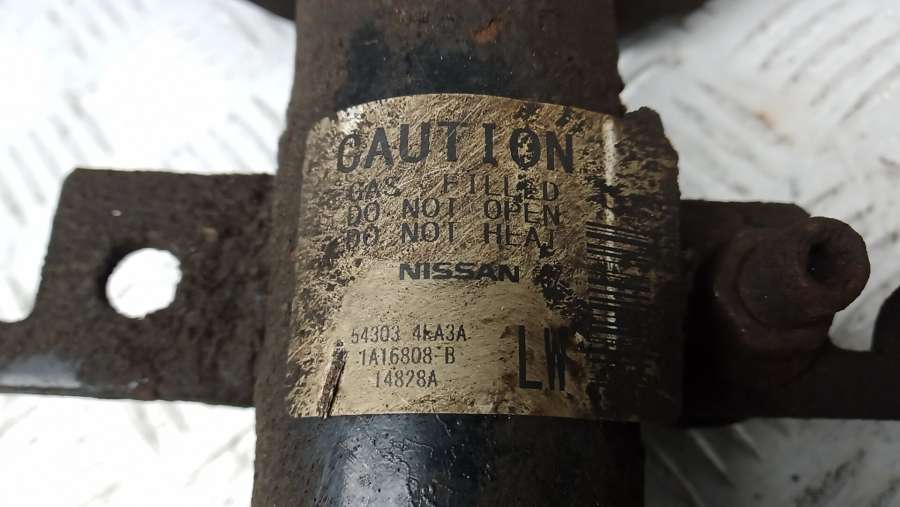 CAUTION
GAS FILLED
DO NOT OPEN
DO NOT HEAT
NISSAN
54303 4EA3A
1A16808-B
14828A
LW